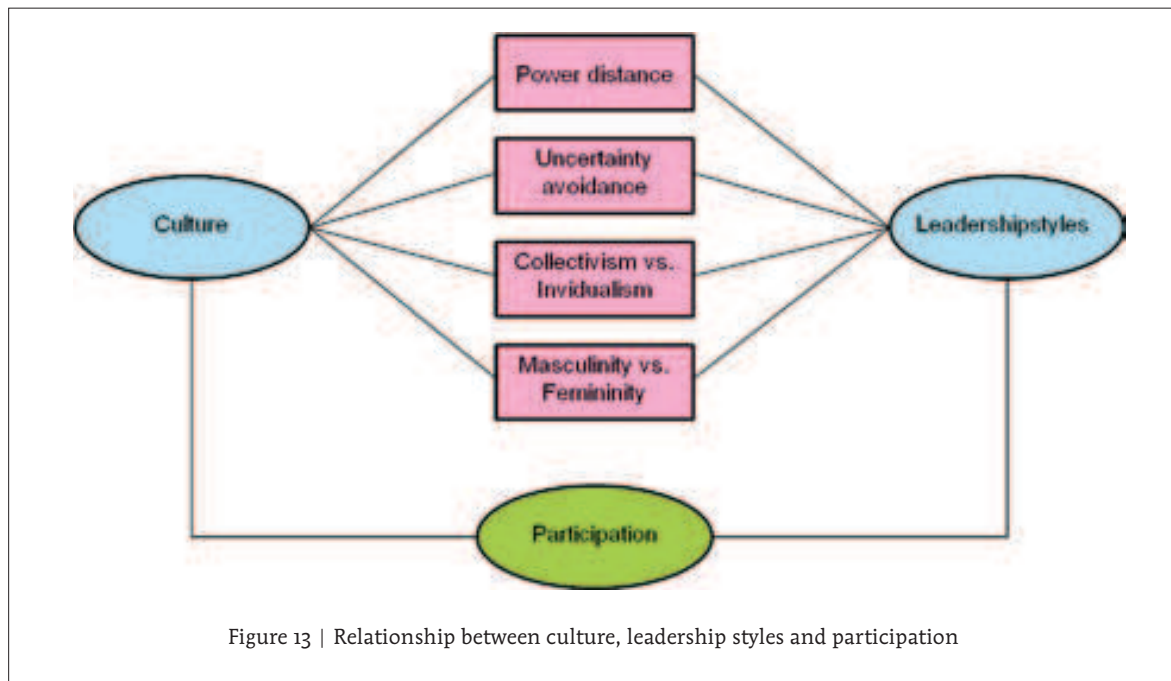 Power distance
Uncertainty
avoidance
Culture
Leadershipstyles
Collectivism vs.
Invidualism
Masculinity vs.
Femininity
Participation
Figure 13 | Relationship between culture, leadership styles and participation